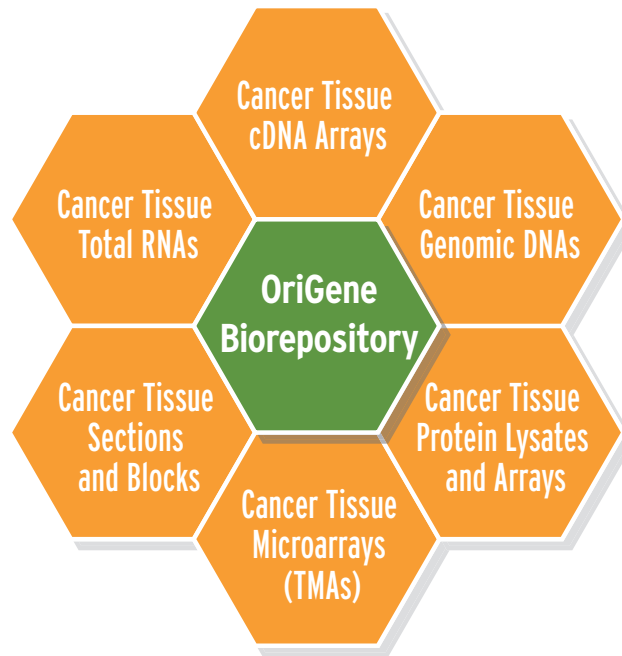 Cancer Tissue
cDNA Arrays
Cancer Tissue
Total RNAs
Cancer Tissue
Genomic DNAs
OriGene
Biorepository
Cancer Tissue
Sections
and Blocks
Cancer Tissue
Protein Lysates
and Arrays
Cancer Tissue
Microarrays
(TMAs)